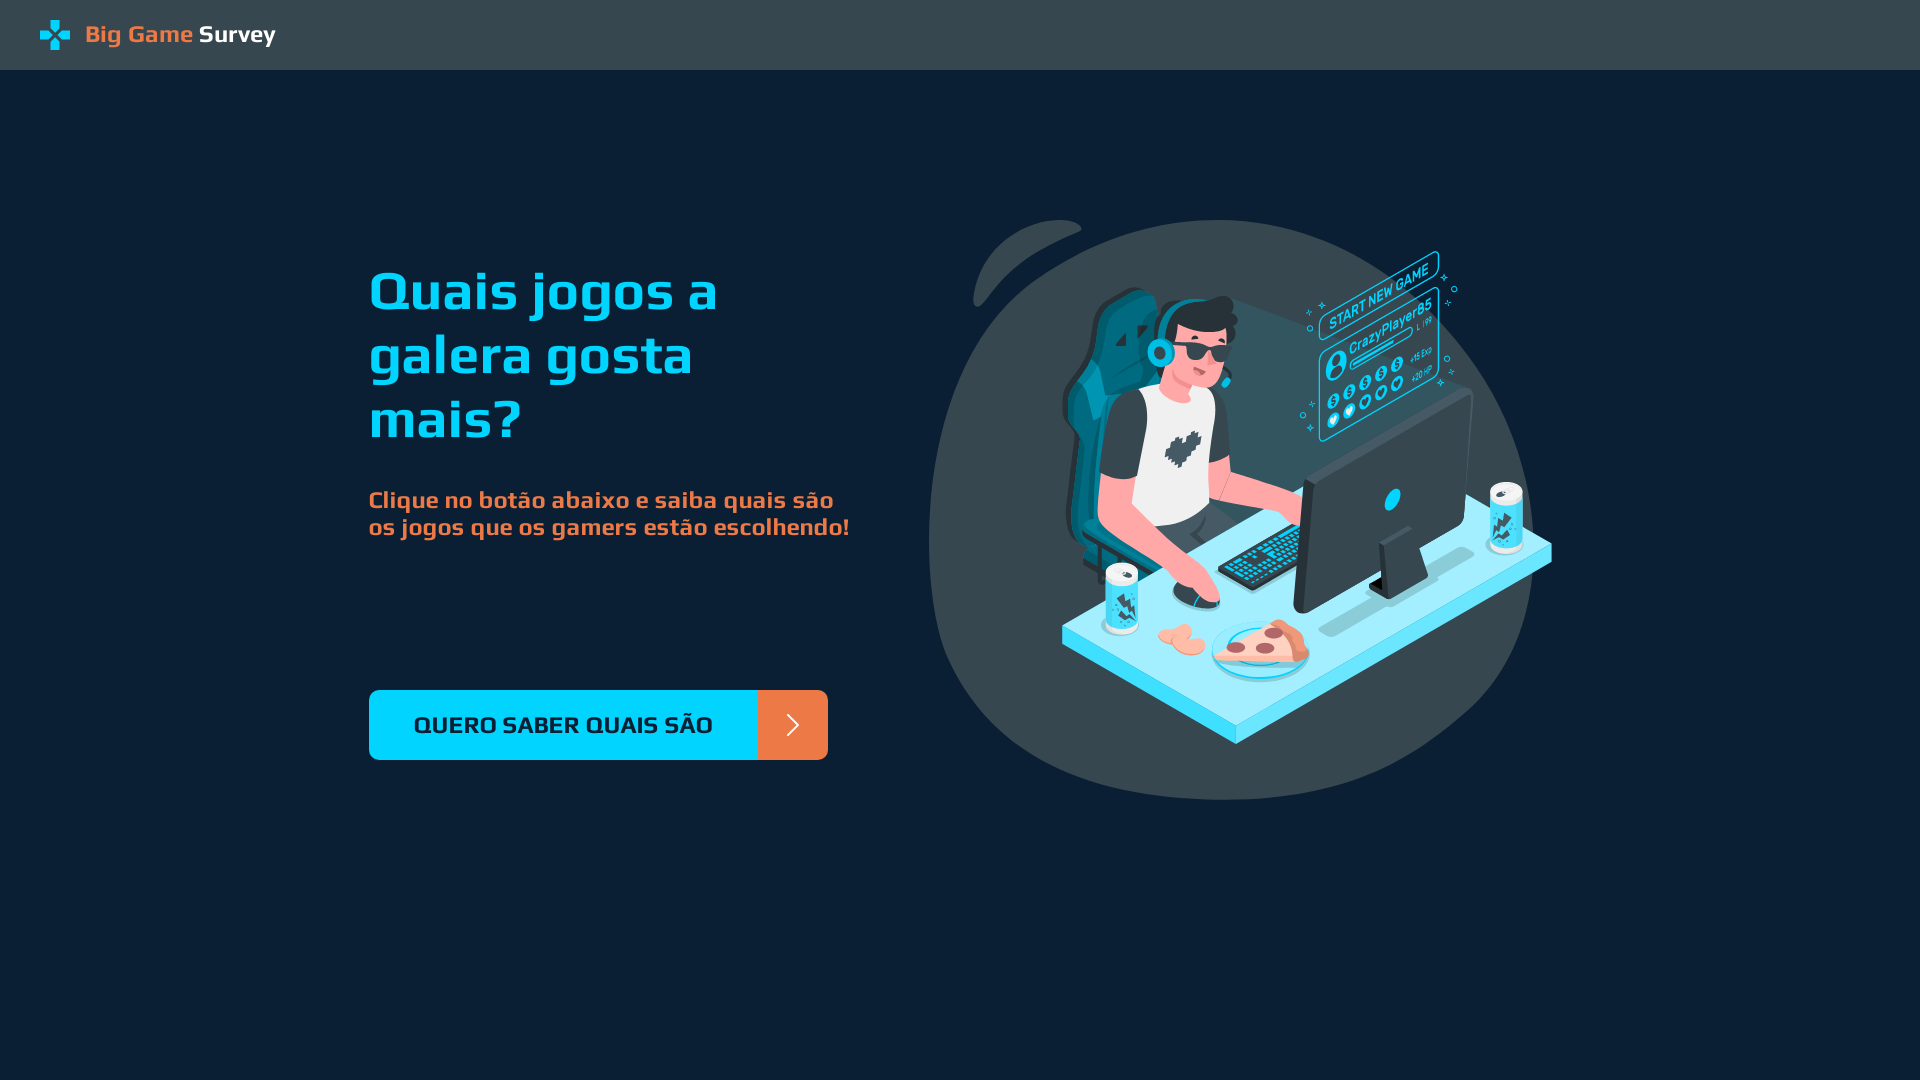 Big Game Survey
Quais jogos a
galera gosta
mais?
Clique no botão abaixo e saiba quais são
os jogos que os gamers estão escolhendo!
QUERO SABER QUAIS SÃO
START NEW GAME
CrazyPlayer85
+15 Exp
+20 HP